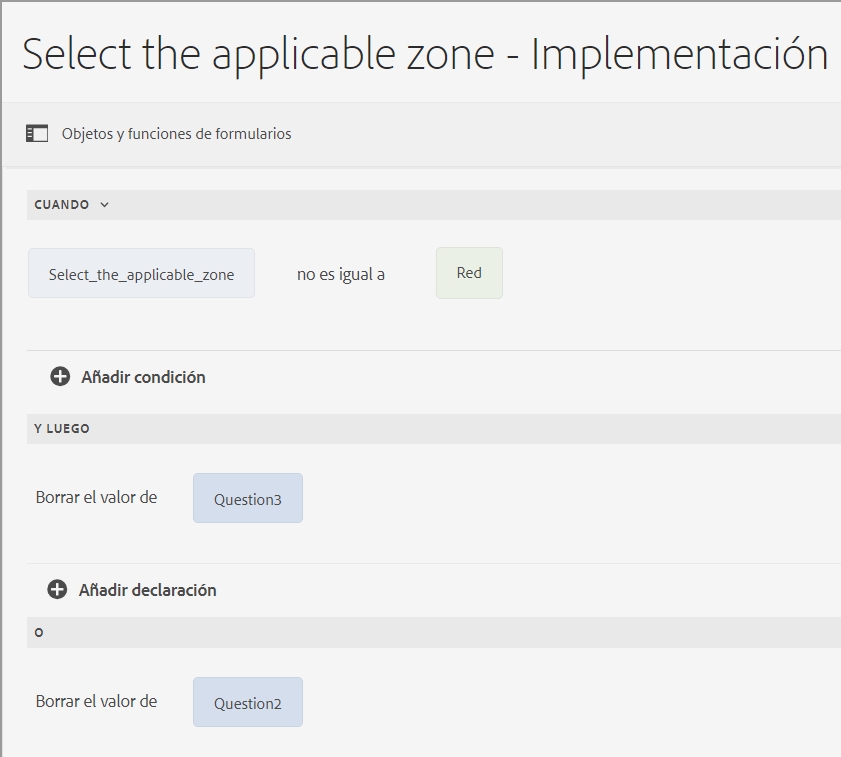 Select the applicable zone - Implementación
Objetos y funciones de formularios
CUANDO
Select_the_applicable_zone no es igual a Red
Añadir condición
Y LUEGO
Borrar el valor de Question3
Añadir declaración
O
Borrar el valor de Question2